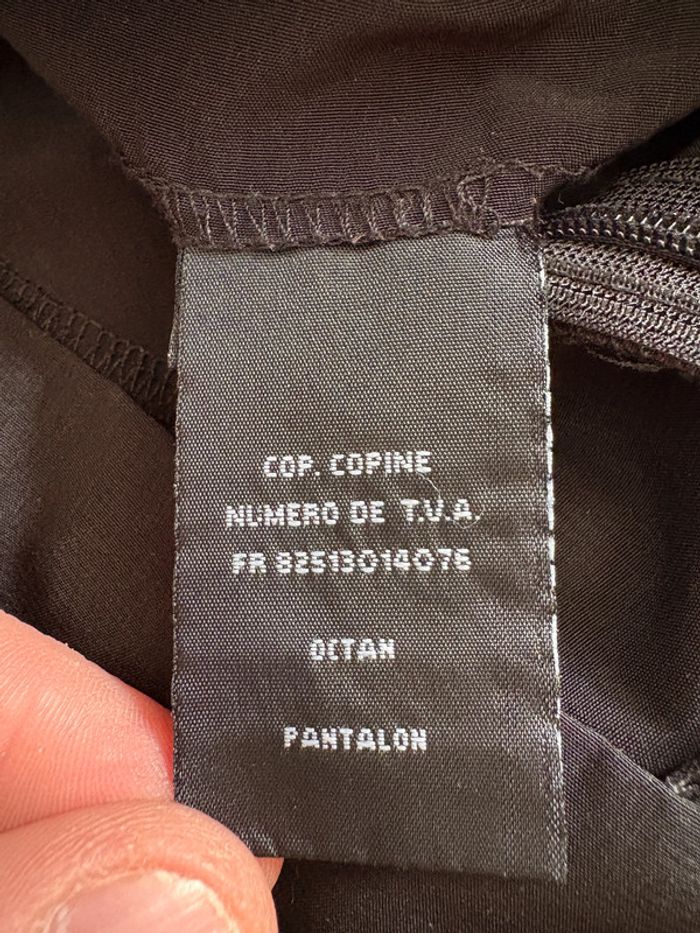 COP. COPINE
NUMERO DE T.V.A.
FR 82513014076
OCTAN
PANTALON